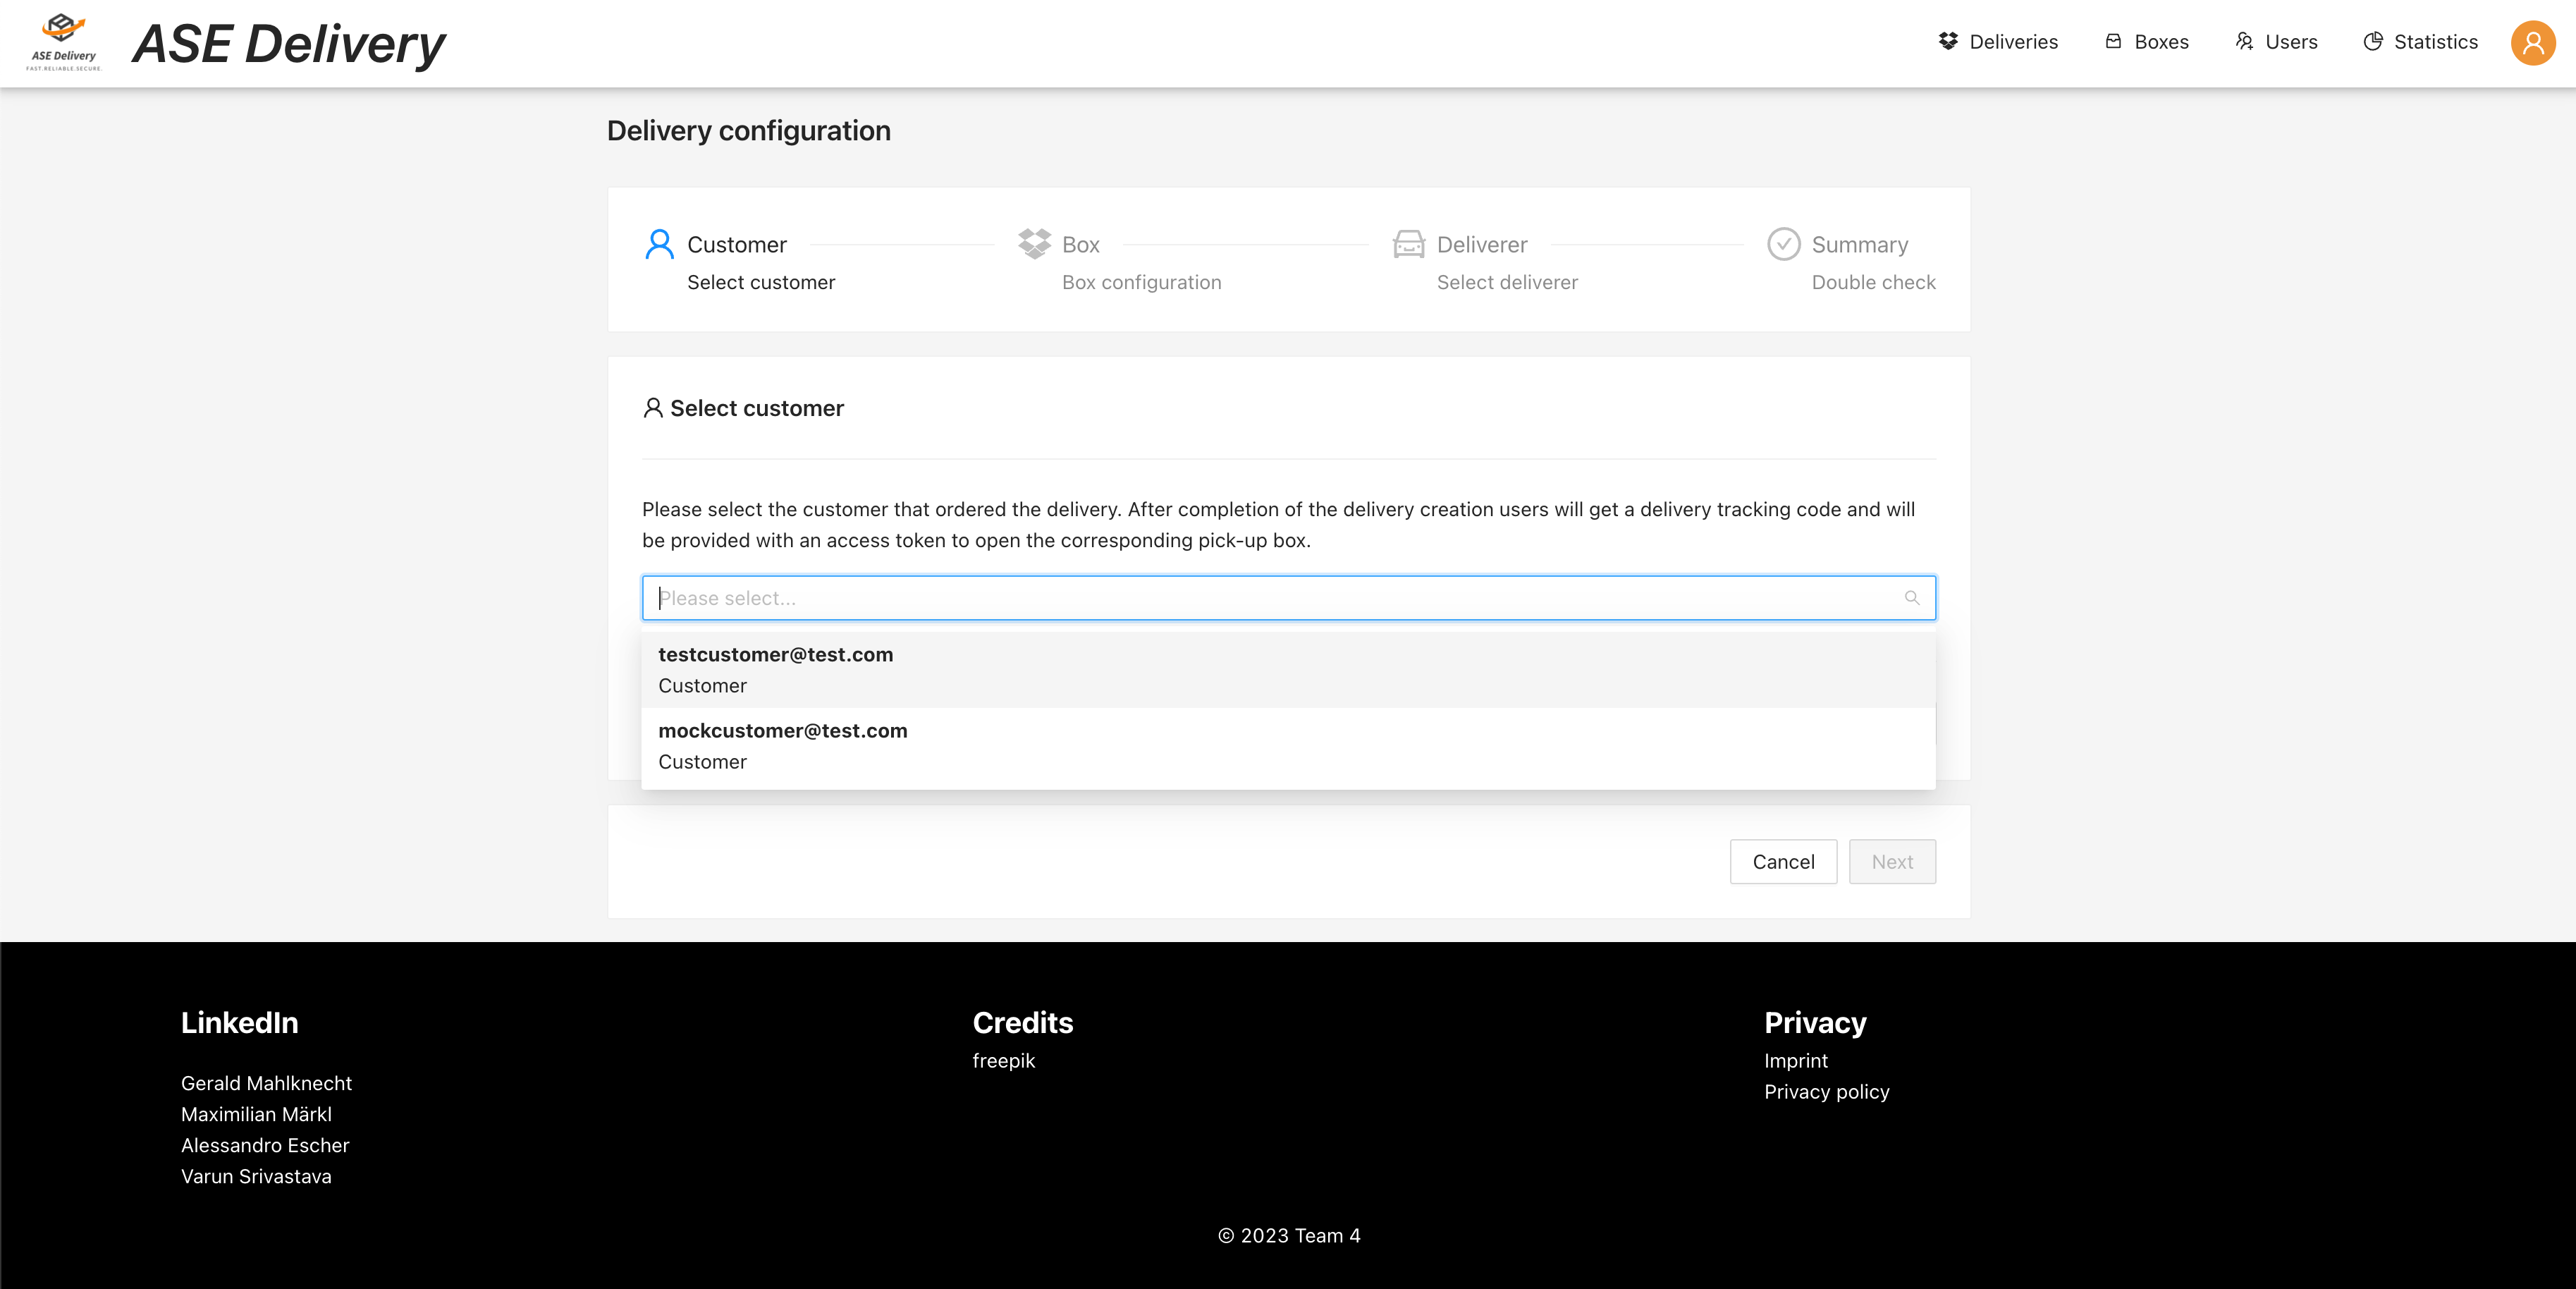 ASE Delivery
FAST.RELIABLE.SECURE.
ASE Delivery
Deliveries
Boxes
Users
Statistics
Delivery configuration
Customer
Select customer
Box
Box configuration
Deliverer
Select deliverer
Summary
Double check
Select customer
Please select the customer that ordered the delivery. After completion of the delivery creation users will get a delivery tracking code and will
be provided with an access token to open the corresponding pick-up box.
Please select...
testcustomer@test.com
Customer
mockcustomer@test.com
Customer
Cancel
Next
LinkedIn
Gerald Mahlknecht
Maximilian Märkl
Alessandro Escher
Varun Srivastava
Credits
freepik
Privacy
Imprint
Privacy policy
© 2023 Team 4